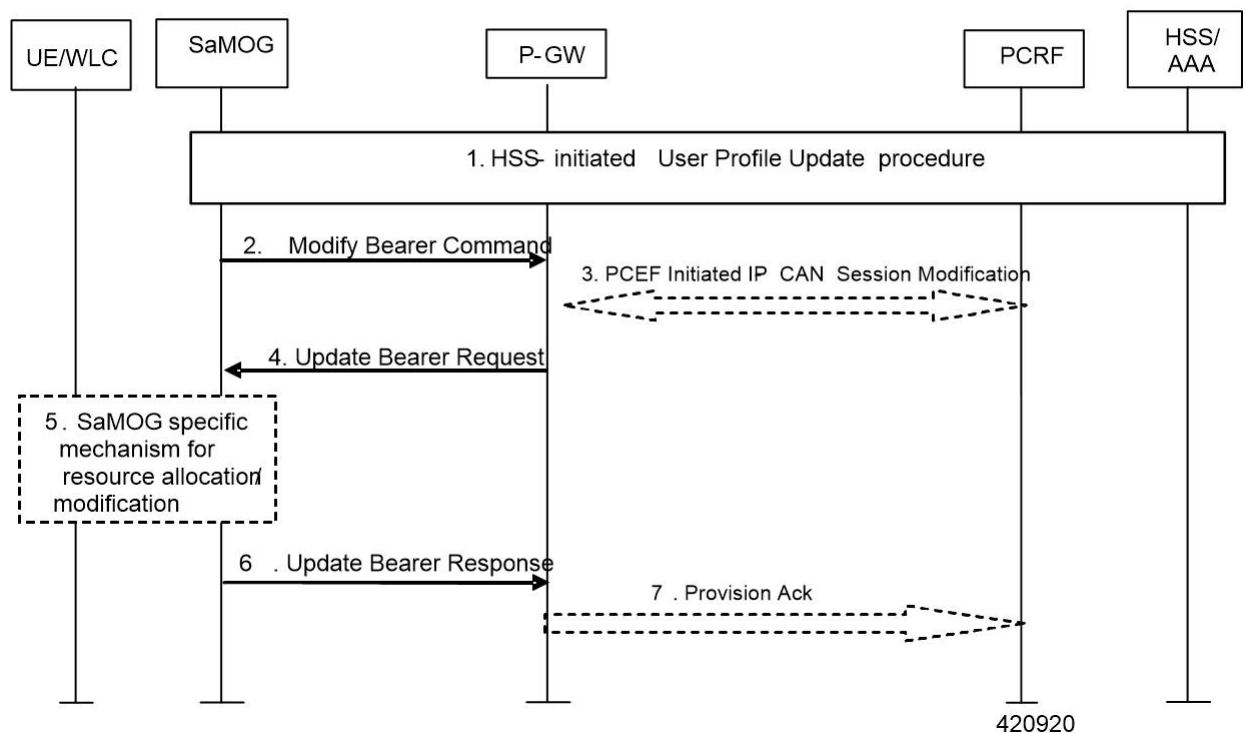 UE/WLC
SaMOG
P-GW
PCRF
HSS/
AAA
1. HSS- initiated User Profile Update procedure
2. Modify Bearer Command
3. PCEF Initiated IP CAN Session Modification
4. Update Bearer Request
5. SaMOG specific
mechanism for
resource allocation/
modification
6 . Update Bearer Response
7 . Provision Ack
420920